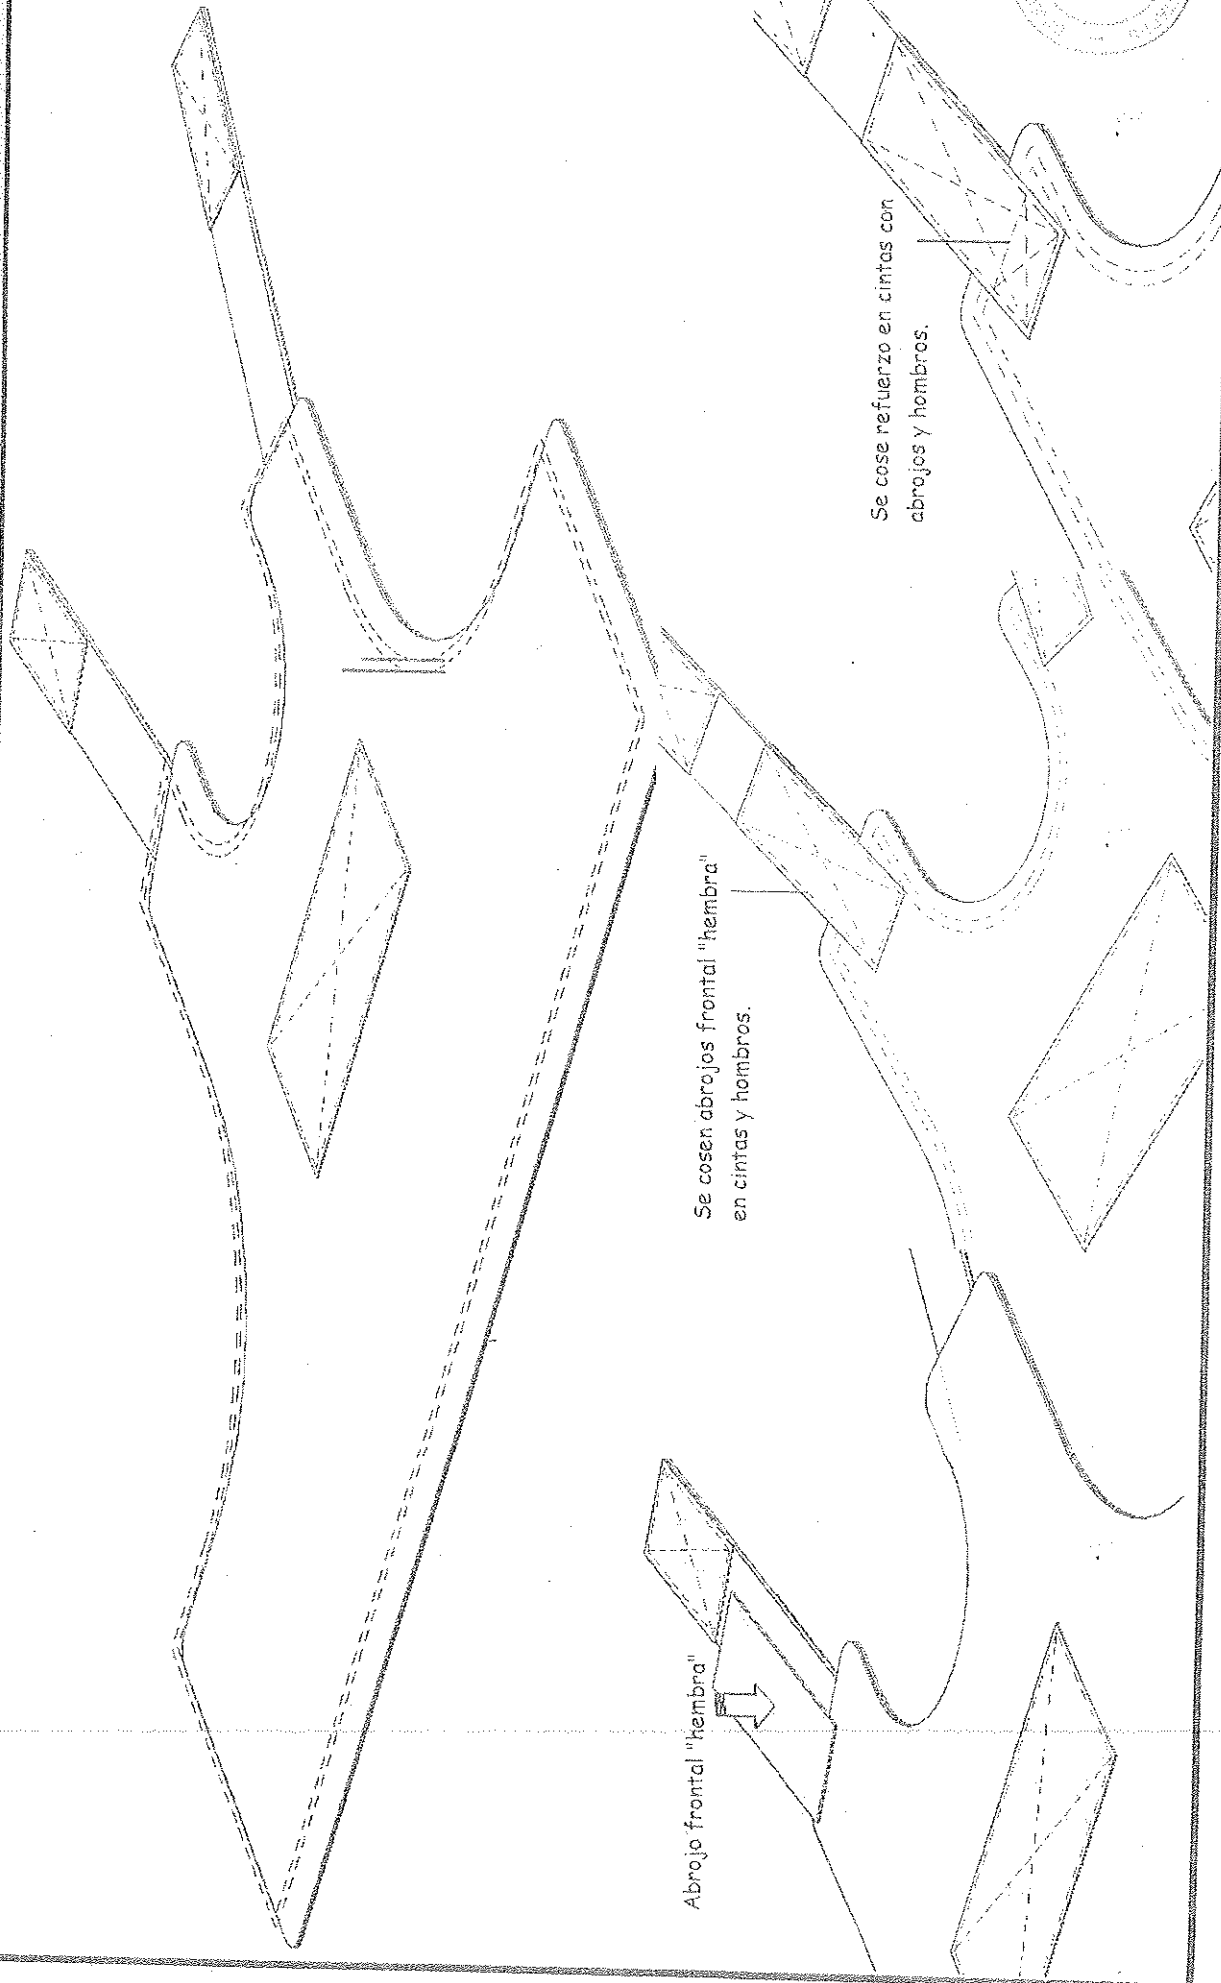 Abrojo frontal "hembra"
Se cosen abrojos frontal "hembra"
en cintas y hombros.
Se cose refuerzo en cintas con
abrojos y hombros.